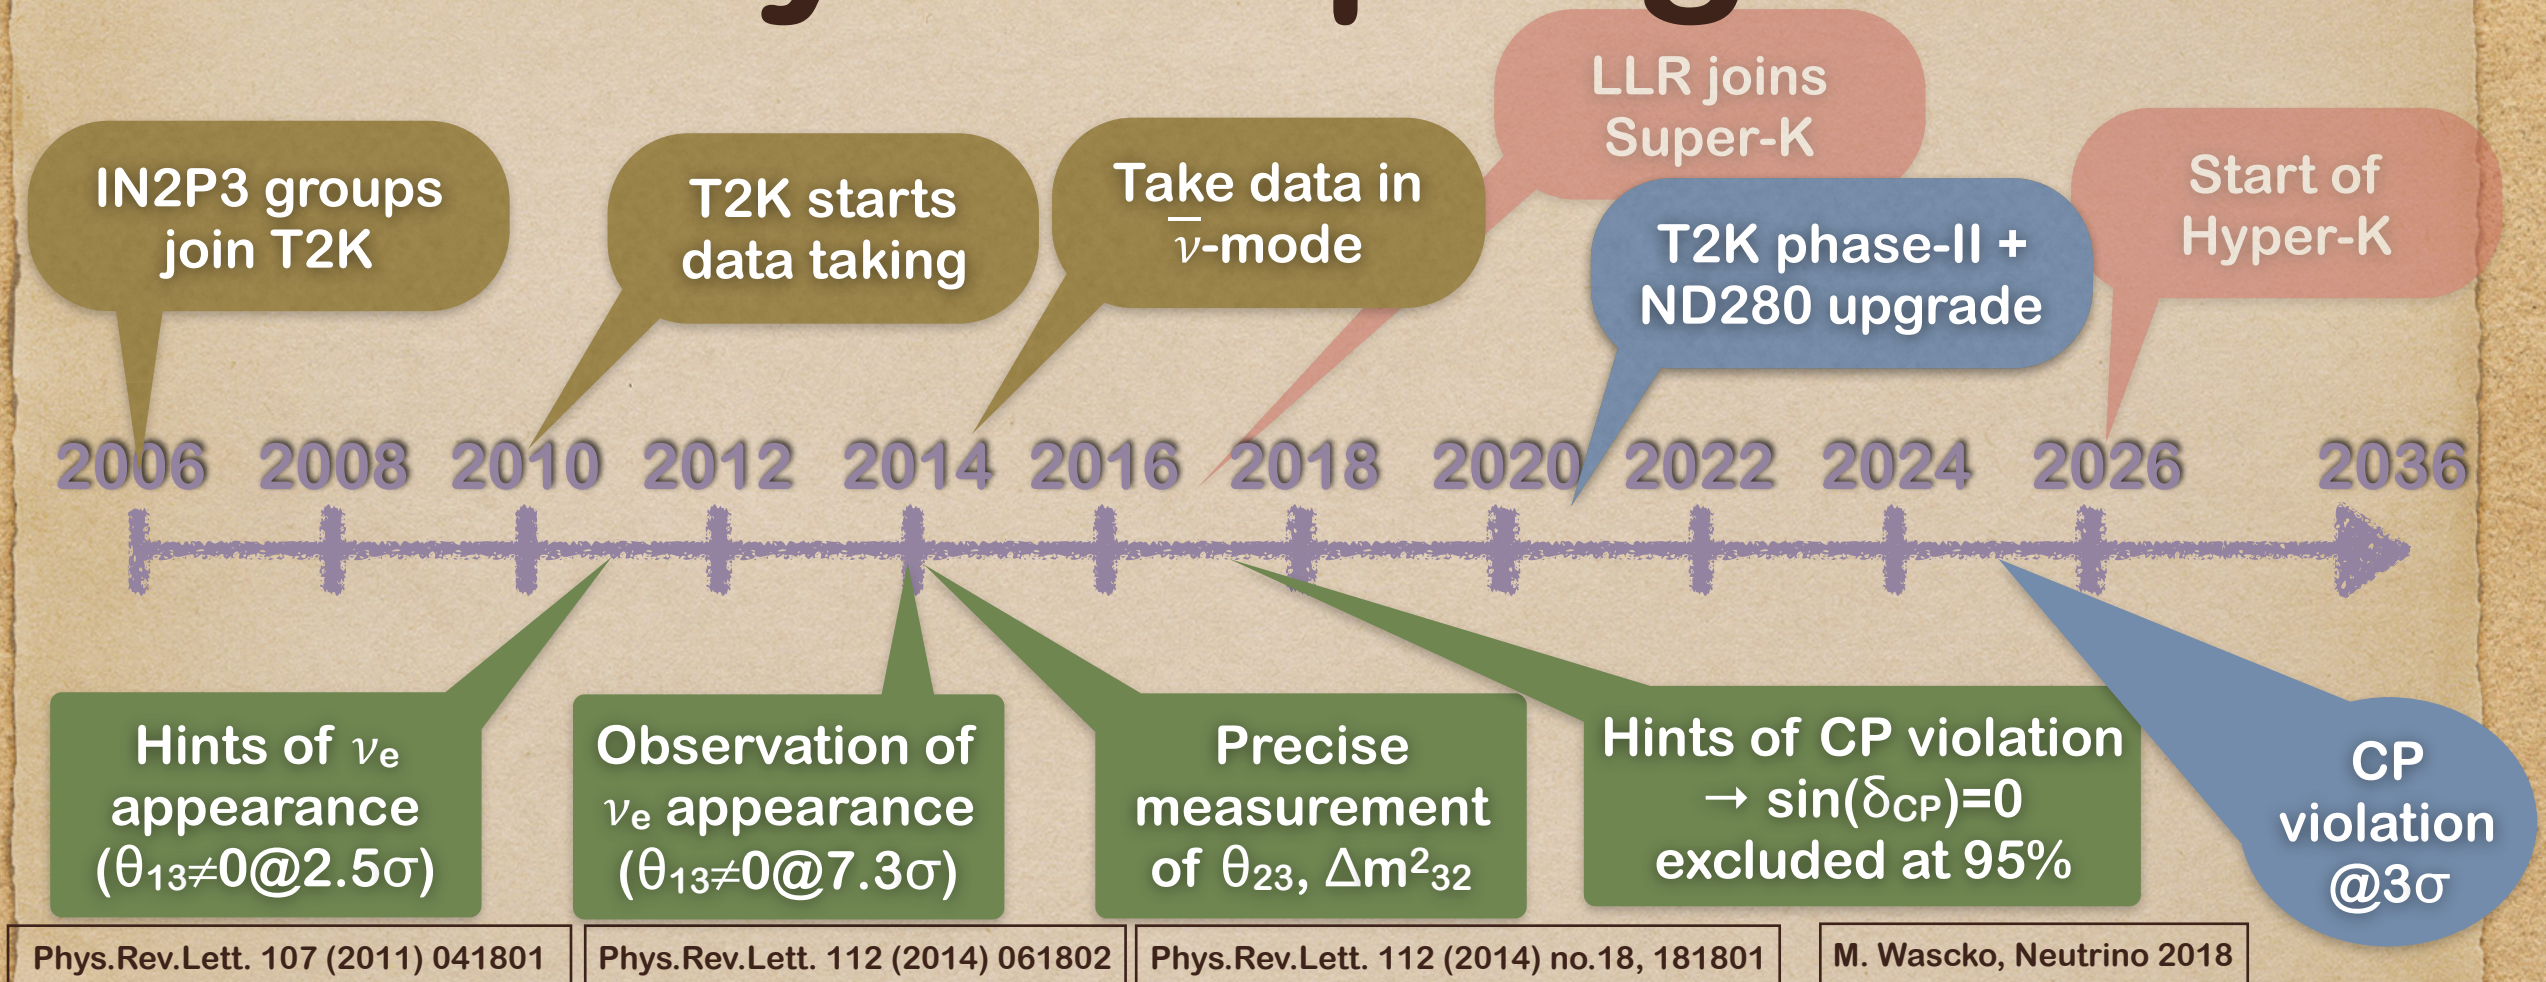 LLR joins
Super-K
IN2P3 groups
join T2K
T2K starts
data taking
Take data in
ν̅-mode
T2K phase-II +
ND280 upgrade
Start of
Hyper-K
2006 2008 2010 2012 2014 2016 2018 2020 2022 2024 2026 2036
Hints of νₑ
appearance
(θ₁₃≠0@2.5σ)
Observation of
νₑ appearance
(θ₁₃≠0@7.3σ)
Precise
measurement
of θ₂₃, Δm²₃₂
Hints of CP violation
→ sin(δCP)=0
excluded at 95%
CP
violation
@3σ
Phys.Rev.Lett. 107 (2011) 041801
Phys.Rev.Lett. 112 (2014) 061802
Phys.Rev.Lett. 112 (2014) no.18, 181801
M. Wascko, Neutrino 2018